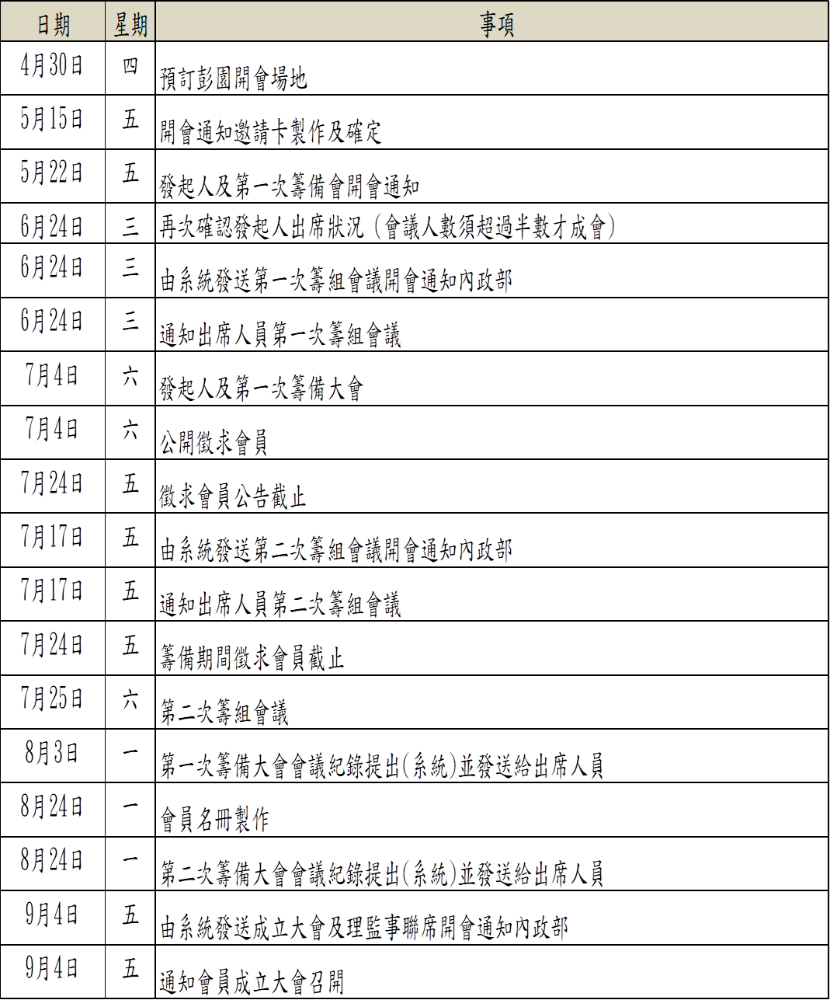 日期 星期 事項
4月30日 四 預訂彭園開會場地
5月15日 五 開會通知邀請卡製作及確定
5月22日 五 發起人及第一次籌備會開會通知
6月24日 三 再次確認發起人出席狀況（會議人數須超過半數才成會）
6月24日 三 由系統發送第一次籌組會議開會通知內政部
6月24日 三 通知出席人員第一次籌組會議
7月4日 六 發起人及第一次籌備大會
7月4日 六 公開徵求會員
7月24日 五 徵求會員公告截止
7月17日 五 由系統發送第二次籌組會議開會通知內政部
7月17日 五 通知出席人員第二次籌組會議
7月24日 五 籌備期間徵求會員截止
7月25日 六 第二次籌組會議
8月3日 一 第一次籌備大會會議紀錄提出(系統)並發送給出席人員
8月24日 一 會員名冊製作
8月24日 一 第二次籌備大會會議紀錄提出(系統)並發送給出席人員
9月4日 五 由系統發送成立大會及理監事聯席開會通知內政部
9月4日 五 通知會員成立大會召開